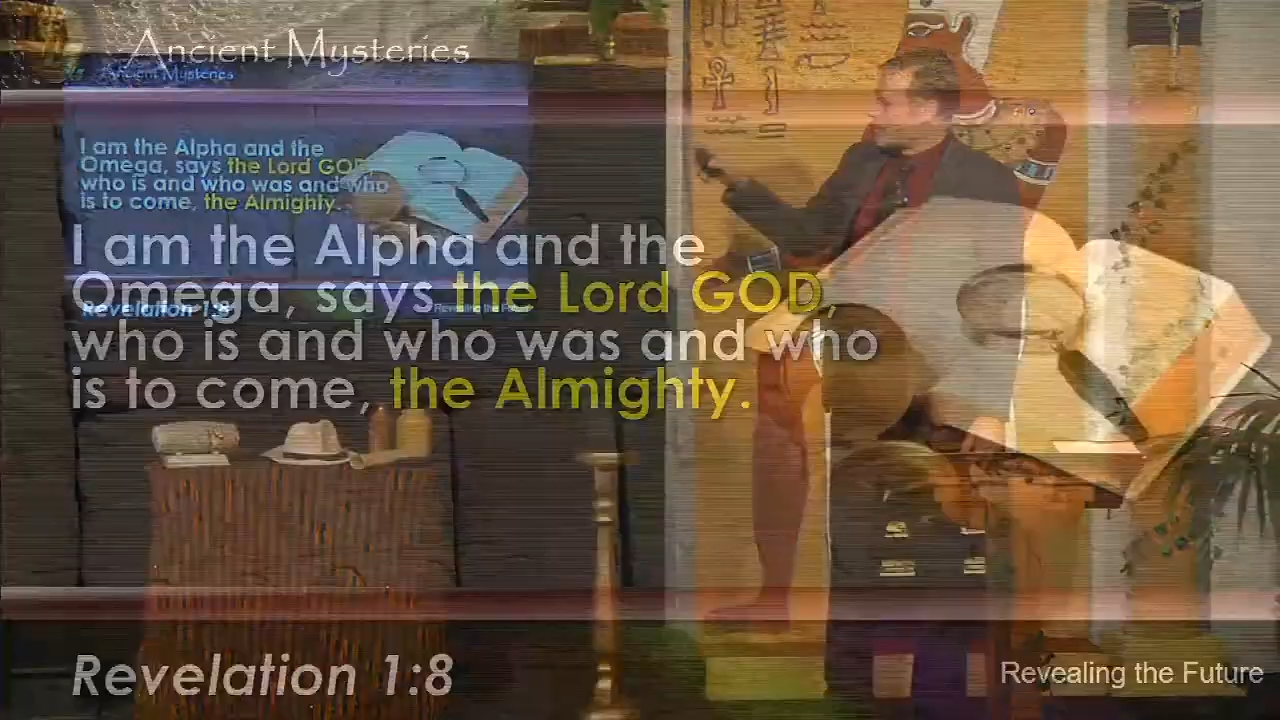 Ancient Mysteries
Ancient Mysteries
I am the Alpha and the
Omega, says the Lord GOD,
who is and who was and who
is to come, the Almighty.
Revelation 1:8
Revealing the Future
I am the Alpha and the
Omega, says the Lord GOD,
who is and who was and who
is to come, the Almighty.
Revelation 1:8
Revealing the Future